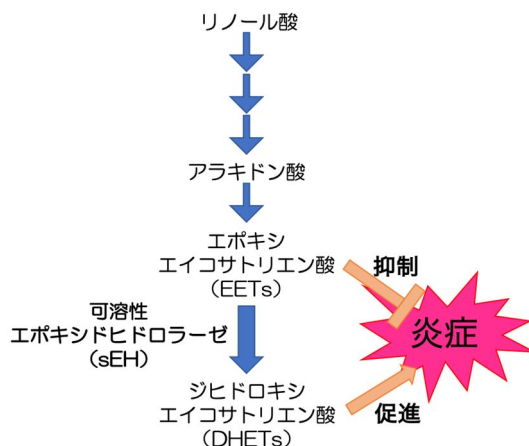 リノール酸
アラキドン酸
エポキシ
エイコサトリエン酸
(EETs)
抑制
炎症
可溶性
エポキシドヒドロラーゼ
(sEH)
ジヒドロキシ
エイコサトリエン酸
(DHETs)
促進